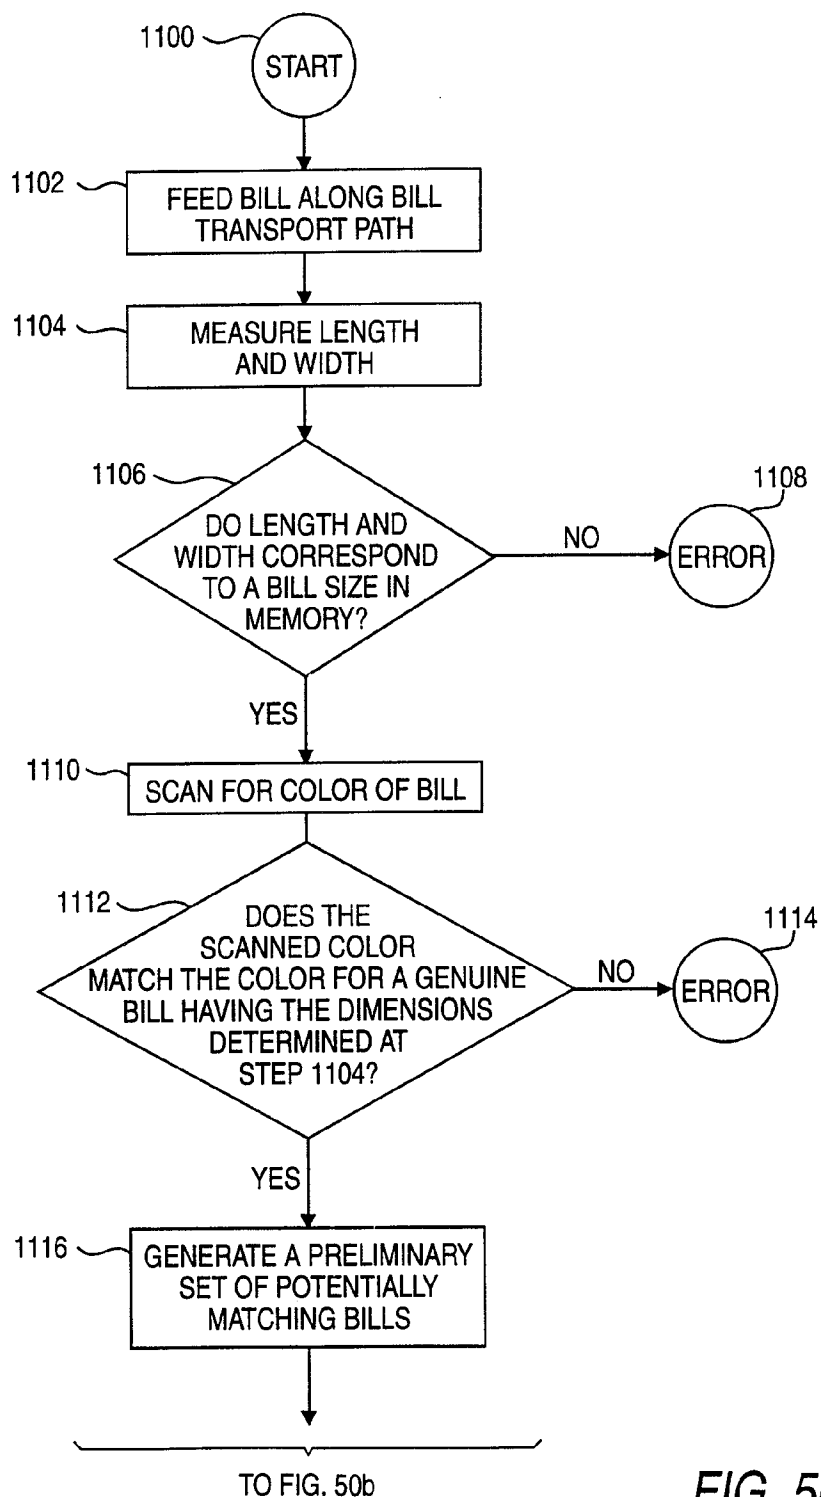 1100
START
1102
FEED BILL ALONG BILL
TRANSPORT PATH
1104
MEASURE LENGTH
AND WIDTH
1106
DO LENGTH AND
WIDTH CORRESPOND
TO A BILL SIZE IN
MEMORY?
NO
1108
ERROR
YES
1110
SCAN FOR COLOR OF BILL
1112
DOES THE
SCANNED COLOR
MATCH THE COLOR FOR A GENUINE
BILL HAVING THE DIMENSIONS
DETERMINED AT
STEP 1104?
NO
1114
ERROR
YES
1116
GENERATE A PRELIMINARY
SET OF POTENTIALLY
MATCHING BILLS
TO FIG. 50b
FIG. 5